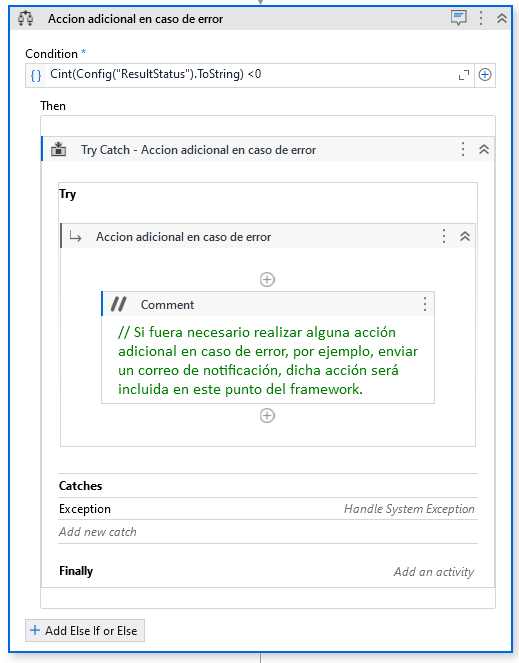 Accion adicional en caso de error
Condition *
{} Cint(Config("ResultStatus").ToString) <0
Then
Try Catch - Accion adicional en caso de error
Try
Accion adicional en caso de error
// Comment
// Si fuera necesario realizar alguna acción
adicional en caso de error, por ejemplo, enviar
un correo de notificación, dicha acción será
incluida en este punto del framework.
Catches
Exception Handle System Exception
Add new catch
Finally Add an activity
+ Add Else If or Else